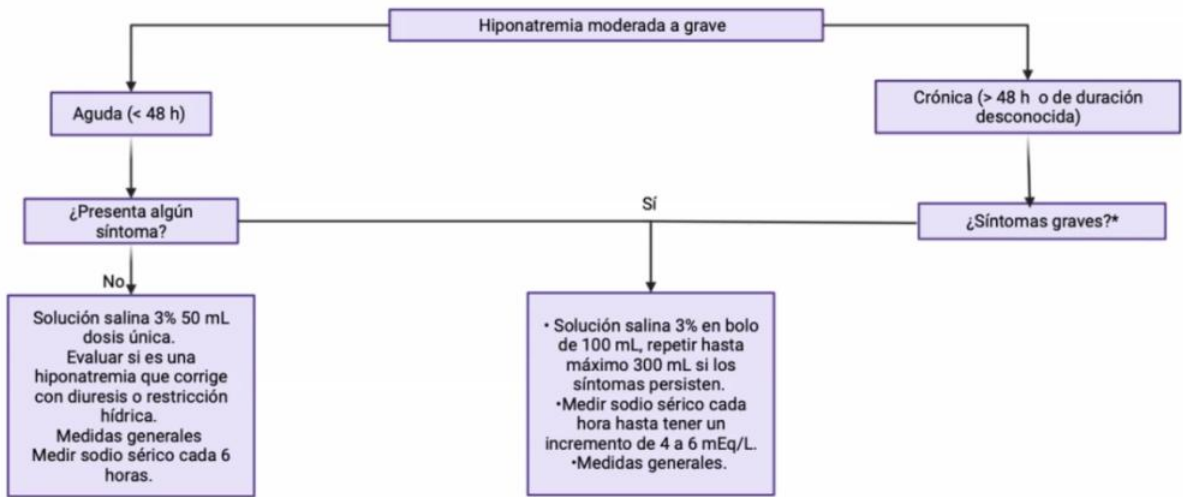 Hiponatremia moderada a grave
Aguda (< 48 h)
Crónica (> 48 h o de duración
desconocida)
¿Presenta algún
síntoma?
Sí
¿Síntomas graves?*
No
Solución salina 3% 50 mL
dosis única.
Evaluar si es una
hiponatremia que corrige
con diuresis o restricción
hídrica.
Medidas generales
Medir sodio sérico cada 6
horas.
• Solución salina 3% en bolo
de 100 mL, repetir hasta
máximo 300 mL si los
síntomas persisten.
•Medir sodio sérico cada
hora hasta tener un
incremento de 4 a 6 mEq/L.
•Medidas generales.